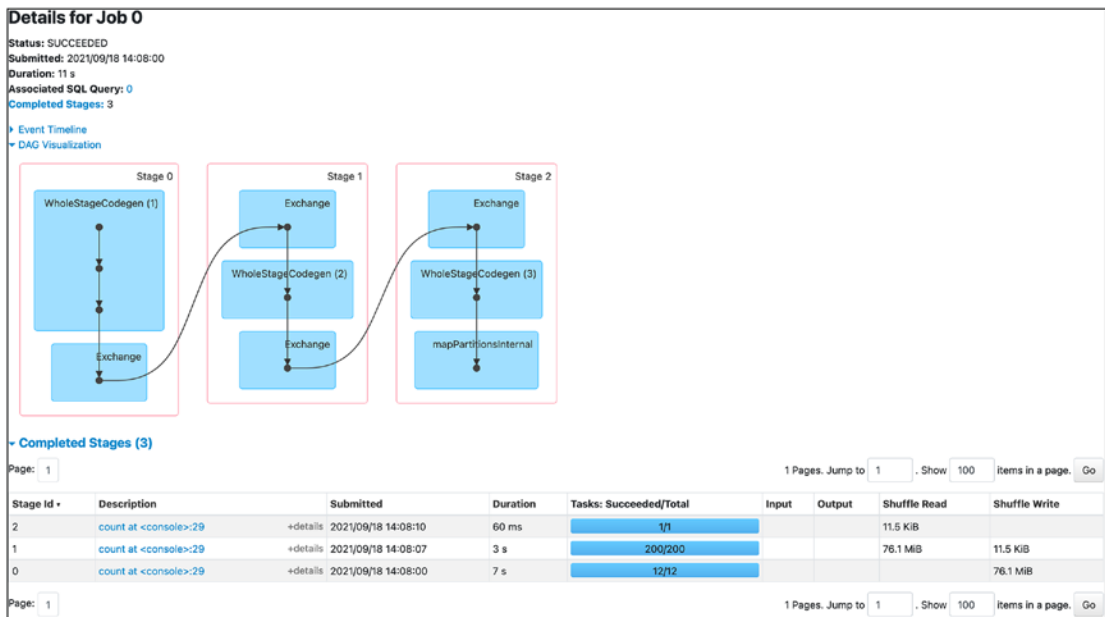 Details for Job 0
Status: SUCCEEDED
Submitted: 2021/09/18 14:08:00
Duration: 11 s
Associated SQL Query: 0
Completed Stages: 3
Event Timeline
DAG Visualization
Stage 0
WholeStageCodegen (1)
Exchange
Stage 1
Exchange
WholeStageCodegen (2)
Exchange
Stage 2
Exchange
WholeStageCodegen (3)
mapPartitionsInternal
Completed Stages (3)
Page: 1 1 Pages. Jump to 1 . Show 100 items in a page. Go
Stage Id Description Submitted Duration Tasks: Succeeded/Total Input Output Shuffle Read Shuffle Write
2 count at <console>:29 +details 2021/09/18 14:08:10 60 ms 1/1 11.5 KiB
1 count at <console>:29 +details 2021/09/18 14:08:07 3 s 200/200 76.1 MiB 11.5 KiB
0 count at <console>:29 +details 2021/09/18 14:08:00 7 s 12/12 76.1 MiB
Page: 1 1 Pages. Jump to 1 . Show 100 items in a page. Go